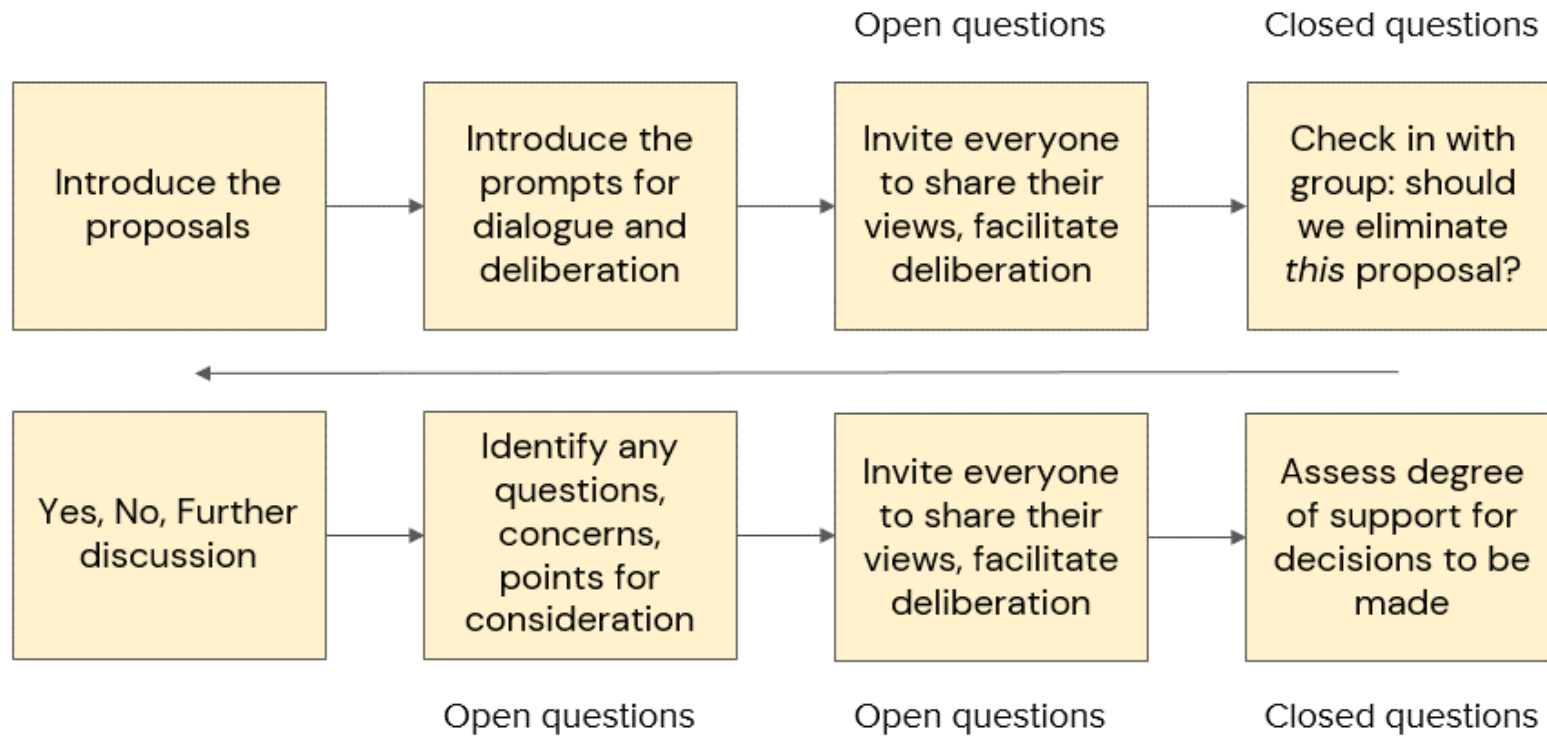 Open questions
Closed questions
Introduce the
proposals
Introduce the
prompts for
dialogue and
deliberation
Invite everyone
to share their
views, facilitate
deliberation
Check in with
group: should
we eliminate
this proposal?
Yes, No, Further
discussion
Identify any
questions,
concerns,
points for
consideration
Invite everyone
to share their
views, facilitate
deliberation
Assess degree
of support for
decisions to be
made
Open questions
Open questions
Closed questions